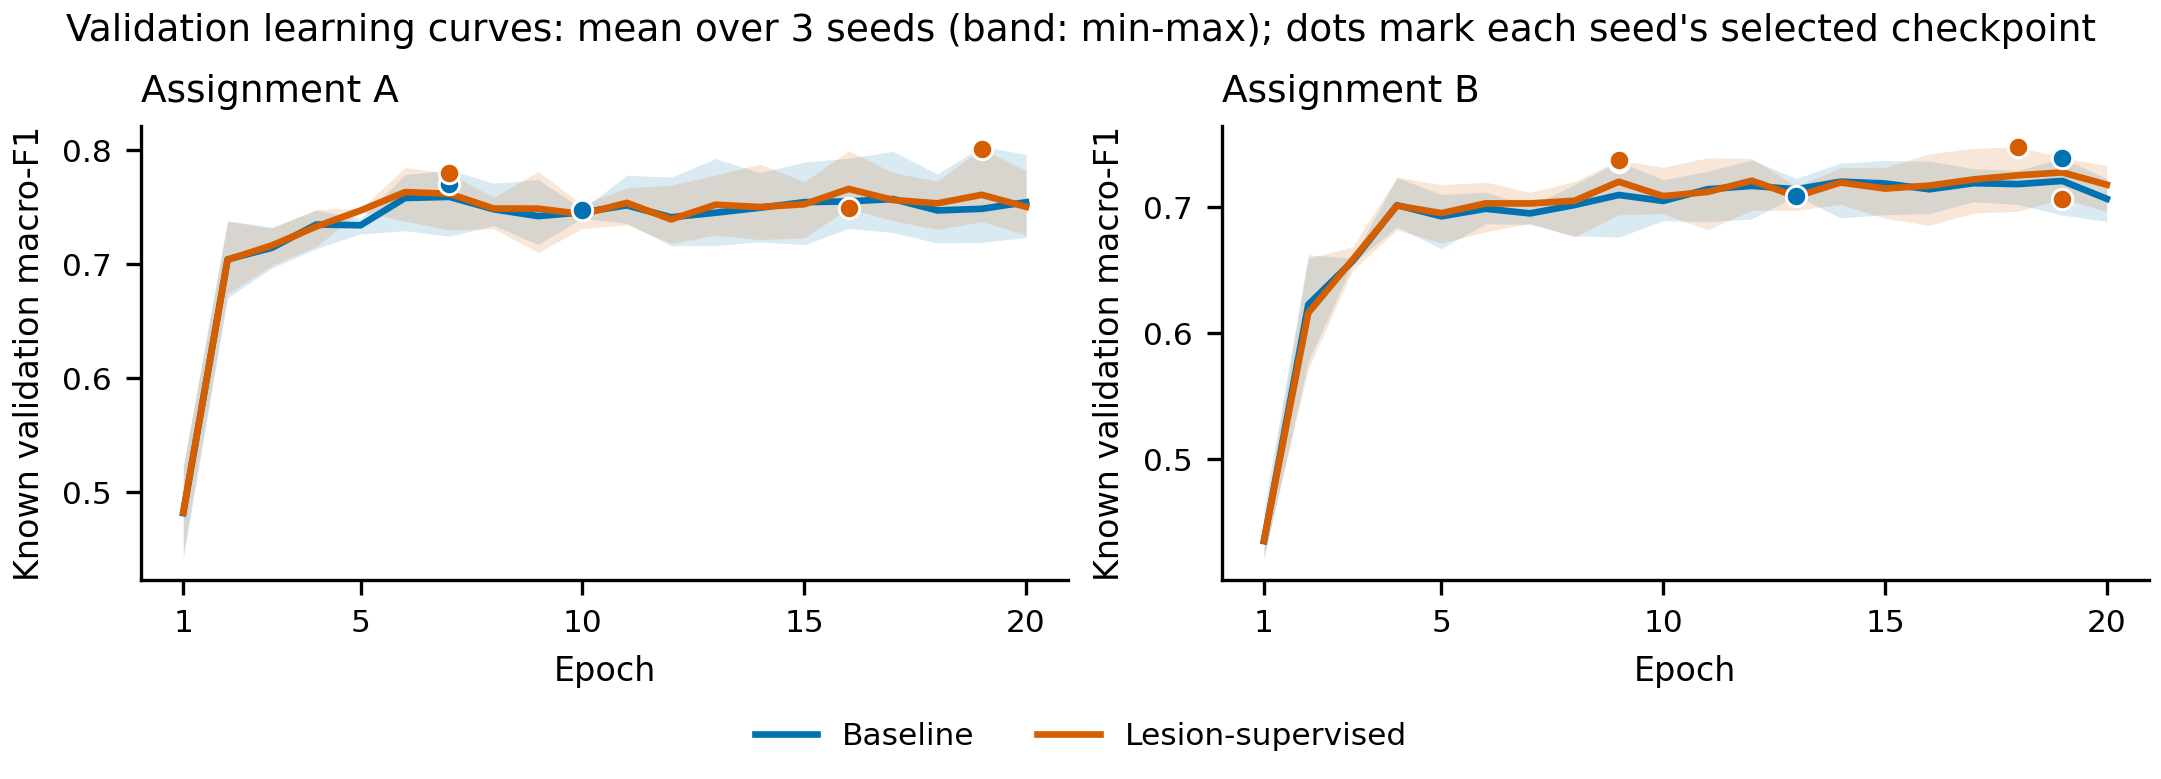 Validation learning curves: mean over 3 seeds (band: min-max); dots mark each seed's selected checkpoint
Assignment A
Known validation macro-F1
0.8
0.7
0.6
0.5
1 5 10 15 20
Epoch
Assignment B
Known validation macro-F1
0.7
0.6
0.5
1 5 10 15 20
Epoch
Baseline Lesion-supervised